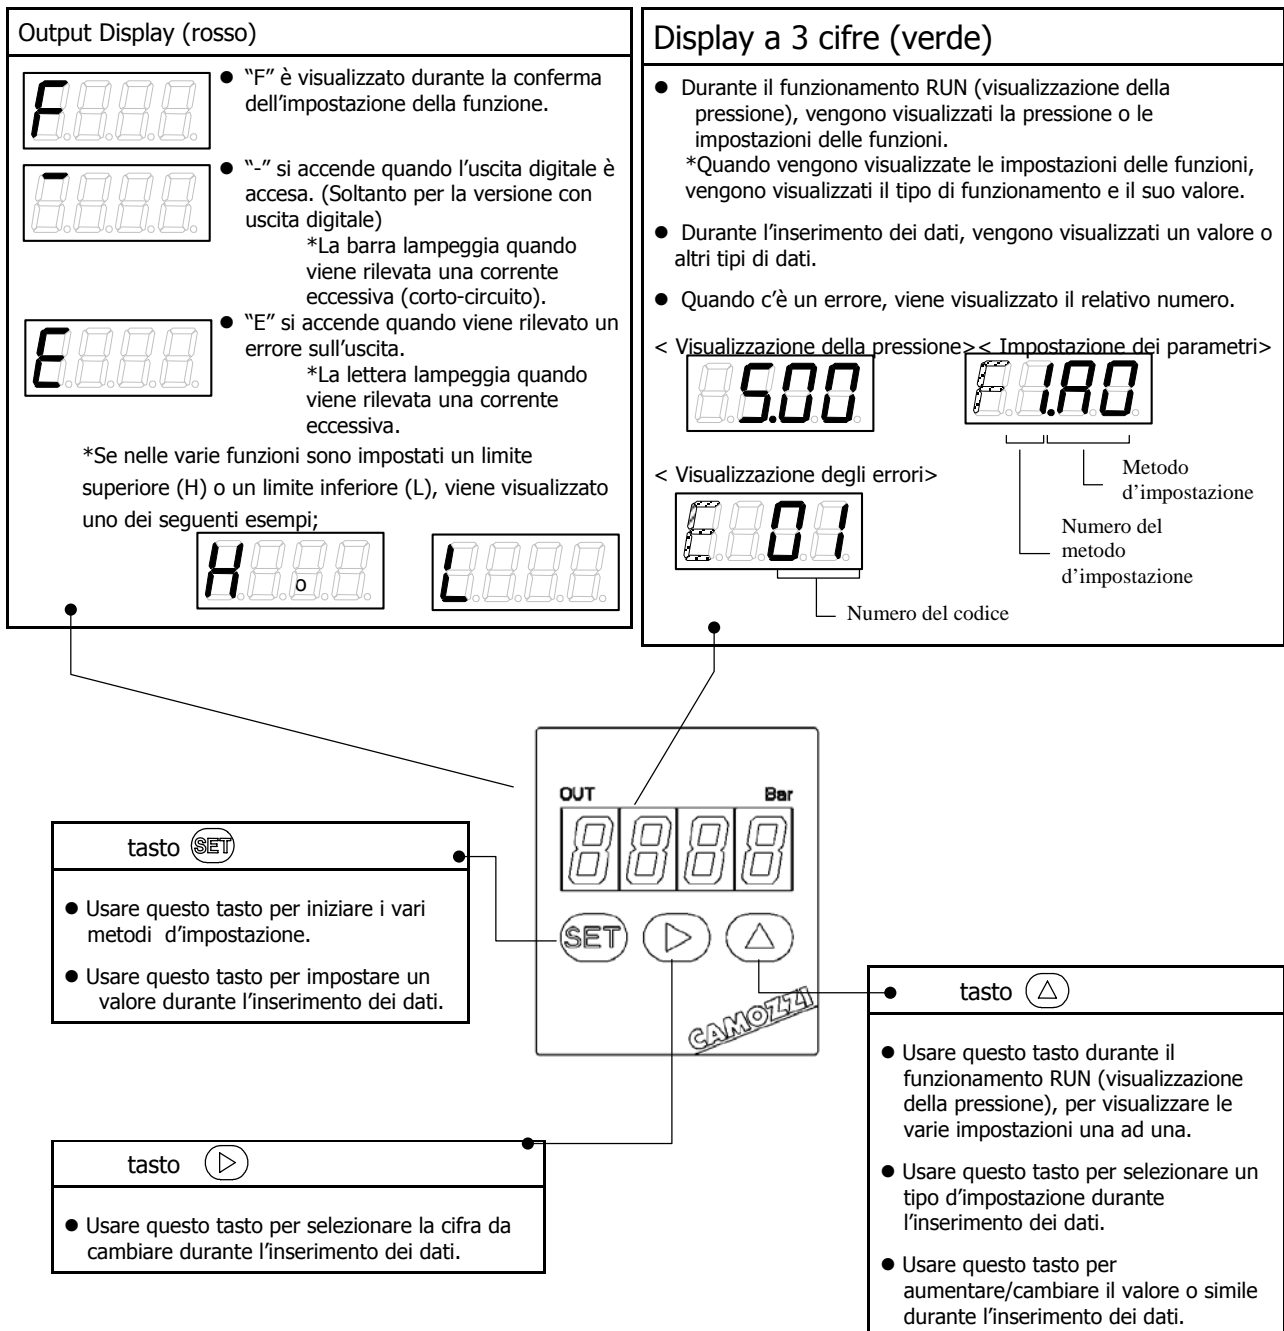 Output Display (rosso)
● “F” è visualizzato durante la conferma
dell’impostazione della funzione.
● “-” si accende quando l’uscita digitale è
accesa. (Soltanto per la versione con
uscita digitale)
*La barra lampeggia quando
viene rilevata una corrente
eccessiva (corto-circuito).
● “E” si accende quando viene rilevato un
errore sull’uscita.
*La lettera lampeggia quando
viene rilevata una corrente
eccessiva.
*Se nelle varie funzioni sono impostati un limite
superiore (H) o un limite inferiore (L), viene visualizzato
uno dei seguenti esempi;
F
-
E
H
o
L
Display a 3 cifre (verde)
● Durante il funzionamento RUN (visualizzazione della
pressione), vengono visualizzati la pressione o le
impostazioni delle funzioni.
*Quando vengono visualizzate le impostazioni delle funzioni,
vengono visualizzati il tipo di funzionamento e il suo valore.
● Durante l’inserimento dei dati, vengono visualizzati un valore o
altri tipi di dati.
● Quando c’è un errore, viene visualizzato il relativo numero.
< Visualizzazione della pressione>< Impostazione dei parametri>
5.00
F 1.A0
< Visualizzazione degli errori>
Metodo
d’impostazione
E 01
Numero del
metodo
d’impostazione
Numero del codice
OUT Bar
8888
SET
CAMOZZI
tasto SET
● Usare questo tasto per iniziare i vari
metodi d’impostazione.
● Usare questo tasto per impostare un
valore durante l’inserimento dei dati.
tasto
● Usare questo tasto per selezionare la cifra da
cambiare durante l’inserimento dei dati.
tasto
● Usare questo tasto durante il
funzionamento RUN (visualizzazione
della pressione), per visualizzare le
varie impostazioni una ad una.
● Usare questo tasto per selezionare un
tipo d’impostazione durante
l’inserimento dei dati.
● Usare questo tasto per
aumentare/cambiare il valore o simile
durante l’inserimento dei dati.